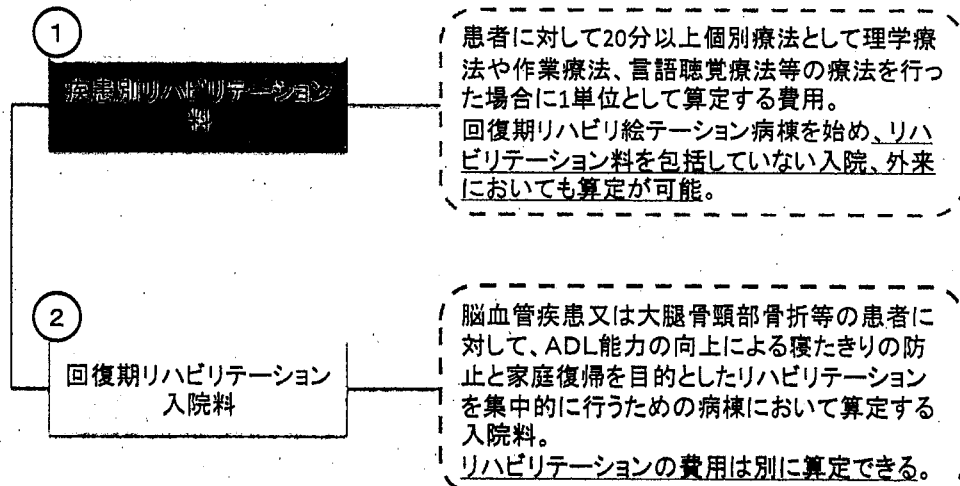 1
疾患別リハビリテーション
料
患者に対して20分以上個別療法として理学療
法や作業療法、言語聴覚療法等の療法を行っ
た場合に1単位として算定する費用。
回復期リハビリ絵テーション病棟を始め、リハ
ビリテーション料を包括していない入院、外来
においても算定が可能。
2
回復期リハビリテーション
入院料
脳血管疾患又は大腿骨頸部骨折等の患者に
対して、ADL能力の向上による寝たきりの防
止と家庭復帰を目的としたリハビリテーション
を集中的に行うための病棟において算定する
入院料。
リハビリテーションの費用は別に算定できる。